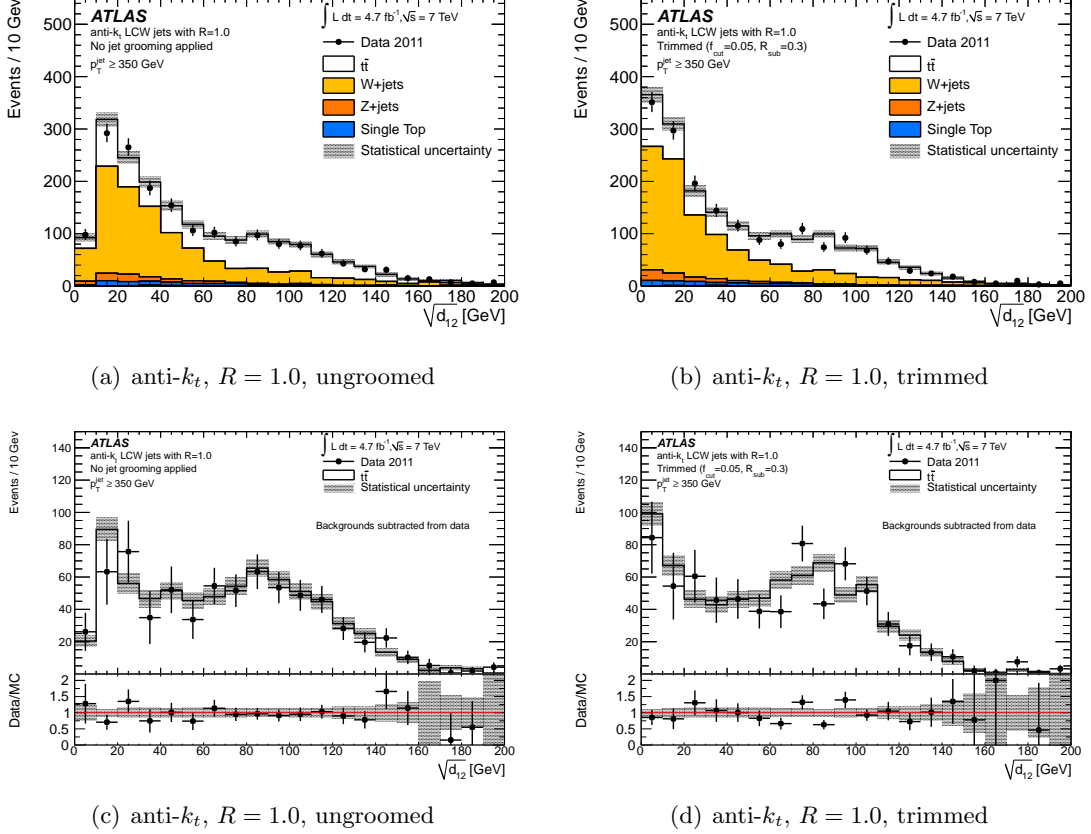 Events / 10 Gev
500
400
300
200
100
0
ATLAS
∫ L dt = 4.7 fb⁻¹,√s = 7 TeV
anti-kₜ LCW jets with R=1.0
No jet grooming applied
p_T^jet ≥ 350 GeV
Data 2011
tt̄
W+jets
Z+jets
Single Top
Statistical uncertainty
0 20 40 60 80 100 120 140 160 180 200
√d₁₂ [GeV]
Events / 10 Gev
500
400
300
200
100
0
ATLAS
∫ L dt = 4.7 fb⁻¹,√s = 7 TeV
anti-kₜ LCW jets with R=1.0
Trimmed (f_cut=0.05, R_sub=0.3)
p_T^jet ≥ 350 GeV
Data 2011
tt̄
W+jets
Z+jets
Single Top
Statistical uncertainty
0 20 40 60 80 100 120 140 160 180 200
√d₁₂ [GeV]
(a) anti-kₜ, R = 1.0, ungroomed
(b) anti-kₜ, R = 1.0, trimmed
Events / 10 Gev
140
120
100
80
60
40
20
ATLAS
∫ L dt = 4.7 fb⁻¹,√s = 7 TeV
anti-kₜ LCW jets with R=1.0
No jet grooming applied
p_T^jet ≥ 350 GeV
Data 2011
tt̄
Statistical uncertainty
Backgrounds subtracted from data
Data/MC
2
1.5
1
0.5
0
0 20 40 60 80 100 120 140 160 180 200
√d₁₂ [GeV]
Events / 10 Gev
140
120
100
80
60
40
20
ATLAS
∫ L dt = 4.7 fb⁻¹,√s = 7 TeV
anti-kₜ LCW jets with R=1.0
Trimmed (f_cut=0.05, R_sub=0.3)
p_T^jet ≥ 350 GeV
Data 2011
tt̄
Statistical uncertainty
Backgrounds subtracted from data
Data/MC
2
1.5
1
0.5
0
0 20 40 60 80 100 120 140 160 180 200
√d₁₂ [GeV]
(c) anti-kₜ, R = 1.0, ungroomed
(d) anti-kₜ, R = 1.0, trimmed